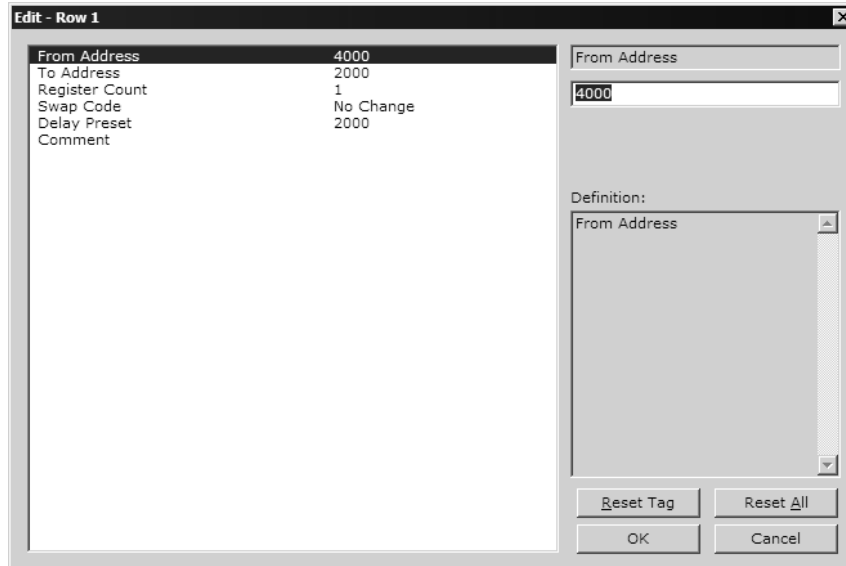 Edit - Row 1
From Address 4000
To Address 2000
Register Count 1
Swap Code No Change
Delay Preset 2000
Comment
From Address
4000
Definition:
From Address
Reset Tag Reset All
OK Cancel